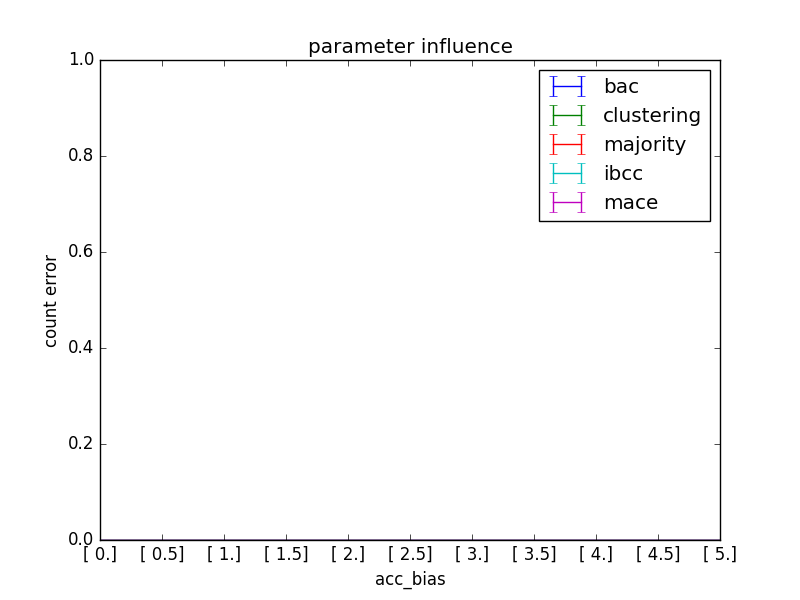 parameter influence
1.0
0.8
0.6
0.4
0.2
0.0
count error
bac
clustering
majority
ibcc
mace
[ 0.] [ 0.5] [ 1.] [ 1.5] [ 2.] [ 2.5] [ 3.] [ 3.5] [ 4.] [ 4.5] [ 5.]
acc_bias